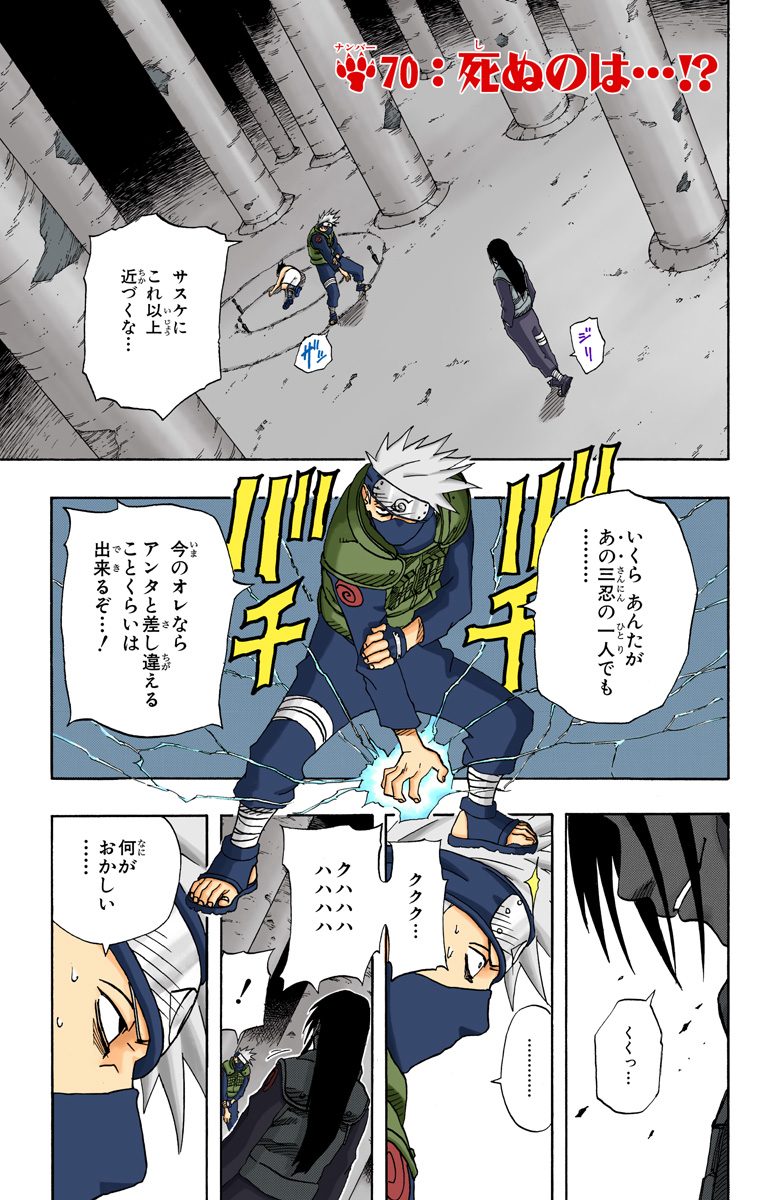 ナンバー
70:死ぬのは…!?
サスケに
これ以上
近づくな…
ザッ
ジリ
いくら あんたが
あの三忍の一人でも
………
バチ
バチ
今のオレなら
アンタと差し違える
ことくらいは
出来るぞ…!
くくっ…
…………
ククク…
クハハハ
ハハハハ
!
何が
おかしい
……